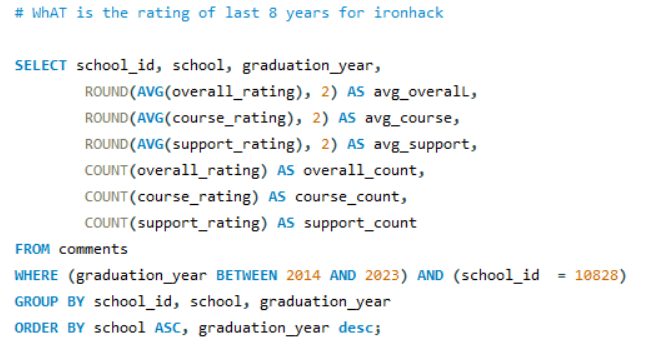 # WhAT is the rating of last 8 years for ironhack
SELECT school_id, school, graduation_year,
ROUND(AVG(overall_rating), 2) AS avg_overalL,
ROUND(AVG(course_rating), 2) AS avg_course,
ROUND(AVG(support_rating), 2) AS avg_support,
COUNT(overall_rating) AS overall_count,
COUNT(course_rating) AS course_count,
COUNT(support_rating) AS support_count
FROM comments
WHERE (graduation_year BETWEEN 2014 AND 2023) AND (school_id  = 10828)
GROUP BY school_id, school, graduation_year
ORDER BY school ASC, graduation_year desc;